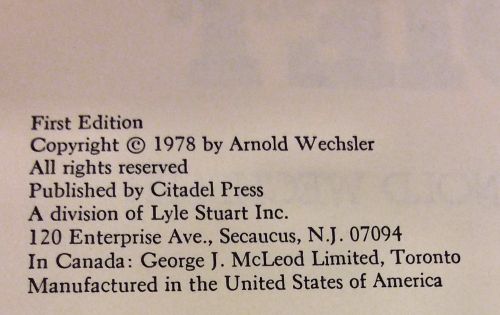 First Edition
Copyright © 1978 by Arnold Wechsler
All rights reserved
Published by Citadel Press
A division of Lyle Stuart Inc.
120 Enterprise Ave., Secaucus, N.J. 07094
In Canada: George J. McLeod Limited, Toronto
Manufactured in the United States of America